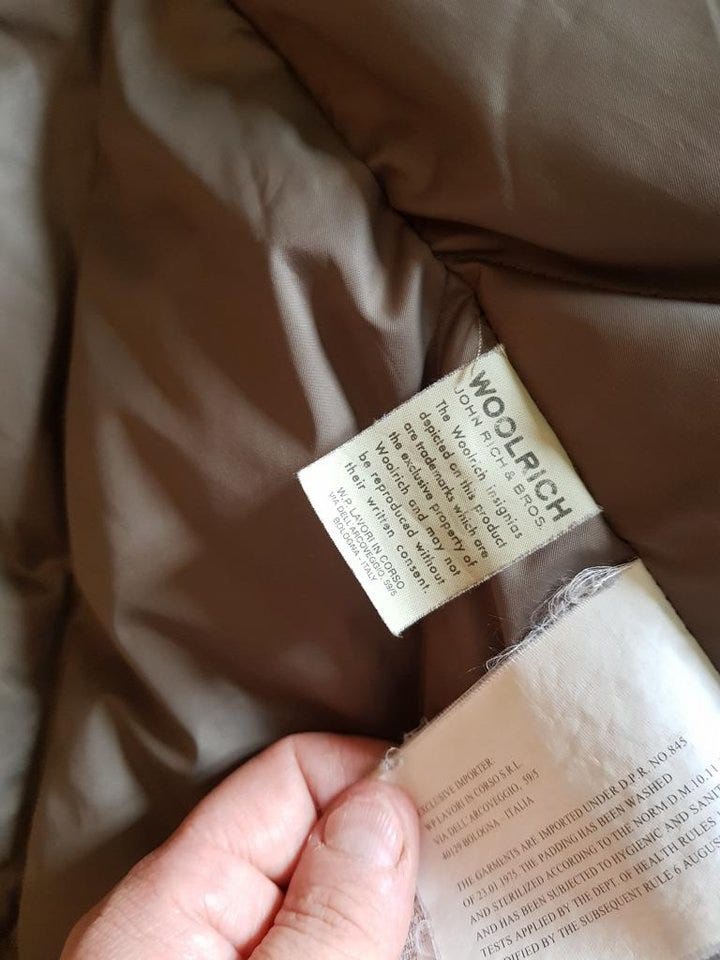 WOOLRICH
JOHN RICH & BROS.
The Woolrich insignias
depicted on this product
are trademarks which are
the exclusive property of
Woolrich and may not
be reproduced without
their written consent.
W.P. LAVORI IN CORSO
VIA DELL'ARCOVEGGIO, 59/5
BOLOGNA - ITALY
EXCLUSIVE IMPORTER:
WP LAVORI IN CORSO S.R.L.
VIA DELL'ARCOVEGGIO, 59/5
40129 BOLOGNA - ITALIA
THE GARMENTS ARE IMPORTED UNDER D.P.R. NO 845
OF 23.01.1975. THE PADDING HAS BEEN WASHED
AND STERILIZED ACCORDING TO THE NORM D.M.10.11
AND HAS BEEN SUBJECTED TO HYGIENIC AND SANIT
TESTS APPLIED BY THE DEPT. OF HEALTH RULES,
DIFIED BY THE SUBSEQUENT RULE 6 AUGUS